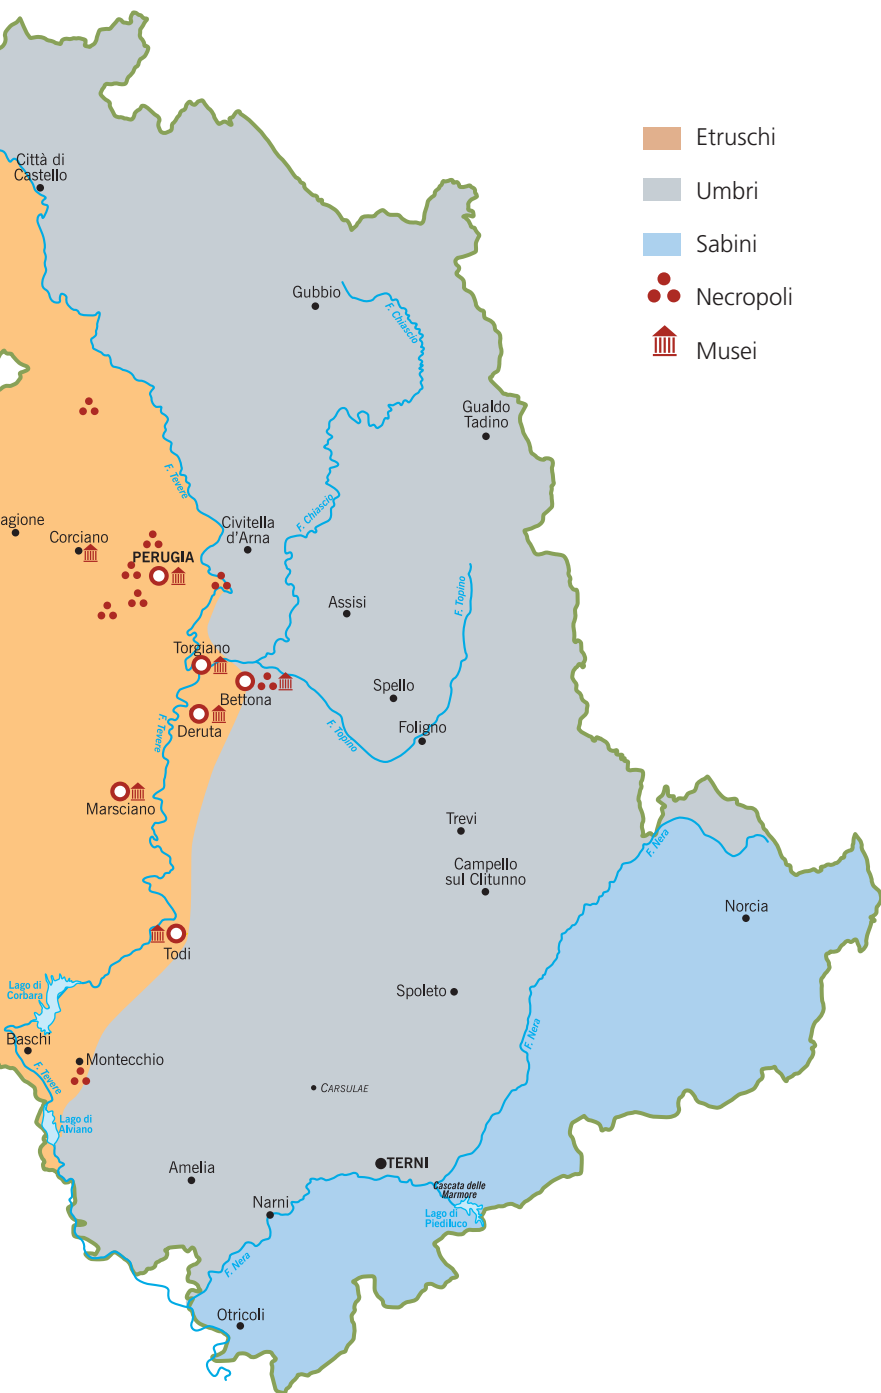 Etruschi
Umbri
Sabini
Necropoli
Musei
Città di
Castello
Gubbio
F. Chiascio
Gualdo
Tadino
F. Tevere
F. Chiascio
agione
Corciano
PERUGIA
Civitella
d'Arna
F. Topino
Assisi
Torgiano
Bettona
Spello
Deruta
F. Tevere
F. Topino
Foligno
Marsciano
Trevi
F. Nera
Campello
sul Clitunno
Norcia
Todi
Lago di
Corbara
Spoleto
Baschi
F. Nera
Montecchio
F. Tevere
CARSULAE
Lago di
Alviano
Amelia
TERNI
Cascata delle
Marmore
Narni
Lago di
Piediluco
F. Nera
Otricoli